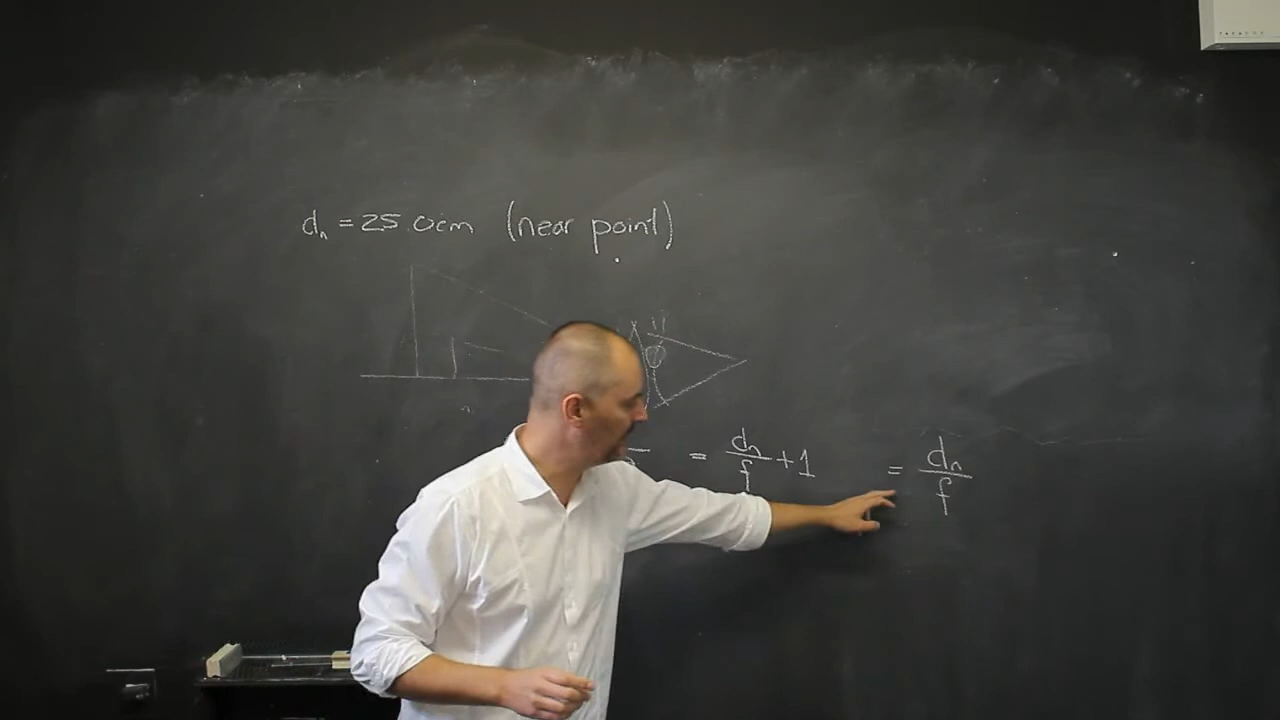 dₙ = 25.0cm (near point)
= dₙ/f + 1 = dₙ/f